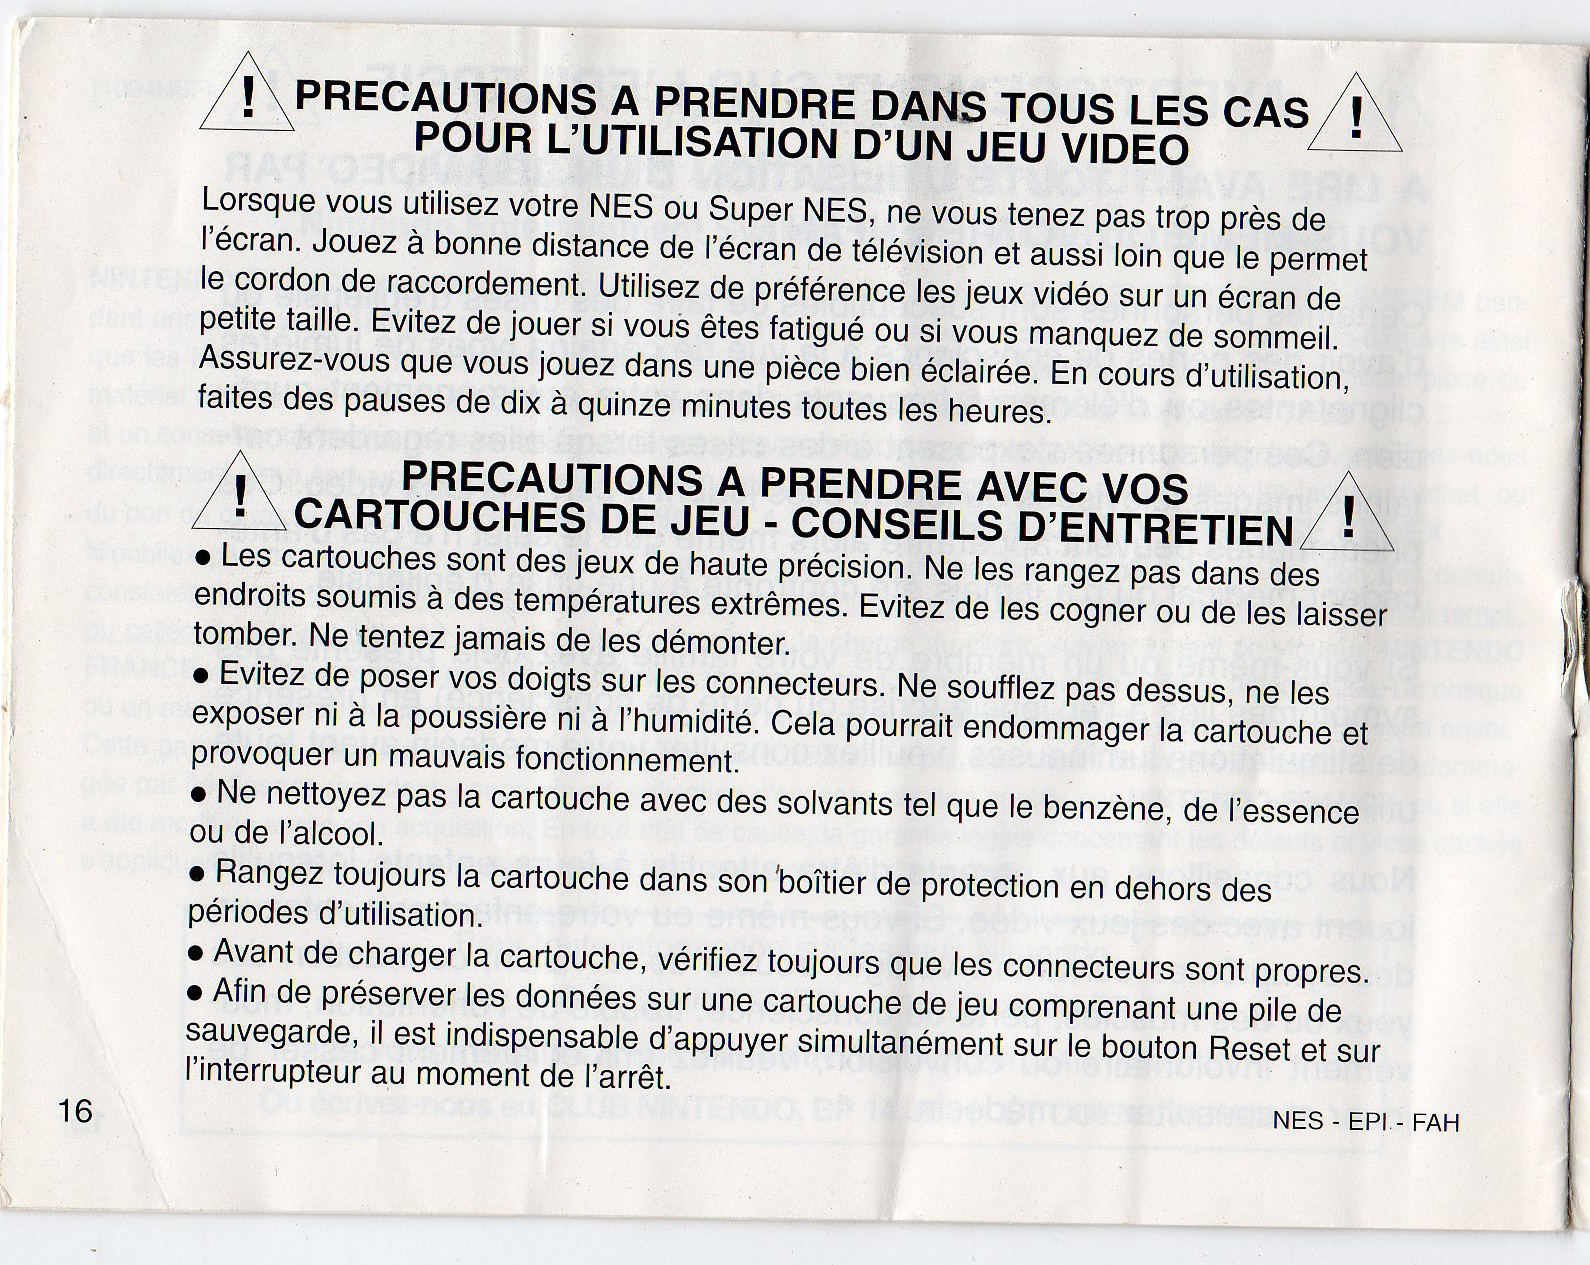 ! PRECAUTIONS A PRENDRE DANS TOUS LES CAS !
POUR L'UTILISATION D'UN JEU VIDEO
Lorsque vous utilisez votre NES ou Super NES, ne vous tenez pas trop près de
l'écran. Jouez à bonne distance de l'écran de télévision et aussi loin que le permet
le cordon de raccordement. Utilisez de préférence les jeux vidéo sur un écran de
petite taille. Evitez de jouer si vous êtes fatigué ou si vous manquez de sommeil.
Assurez-vous que vous jouez dans une pièce bien éclairée. En cours d'utilisation,
faites des pauses de dix à quinze minutes toutes les heures.
! PRECAUTIONS A PRENDRE AVEC VOS !
CARTOUCHES DE JEU - CONSEILS D'ENTRETIEN
● Les cartouches sont des jeux de haute précision. Ne les rangez pas dans des
endroits soumis à des températures extrêmes. Evitez de les cogner ou de les laisser
tomber. Ne tentez jamais de les démonter.
● Evitez de poser vos doigts sur les connecteurs. Ne soufflez pas dessus, ne les
exposer ni à la poussière ni à l'humidité. Cela pourrait endommager la cartouche et
provoquer un mauvais fonctionnement.
● Ne nettoyez pas la cartouche avec des solvants tel que le benzène, de l'essence
ou de l'alcool.
● Rangez toujours la cartouche dans son boîtier de protection en dehors des
périodes d'utilisation.
● Avant de charger la cartouche, vérifiez toujours que les connecteurs sont propres.
● Afin de préserver les données sur une cartouche de jeu comprenant une pile de
sauvegarde, il est indispensable d'appuyer simultanément sur le bouton Reset et sur
l'interrupteur au moment de l'arrêt.
16
NES - EPI - FAH